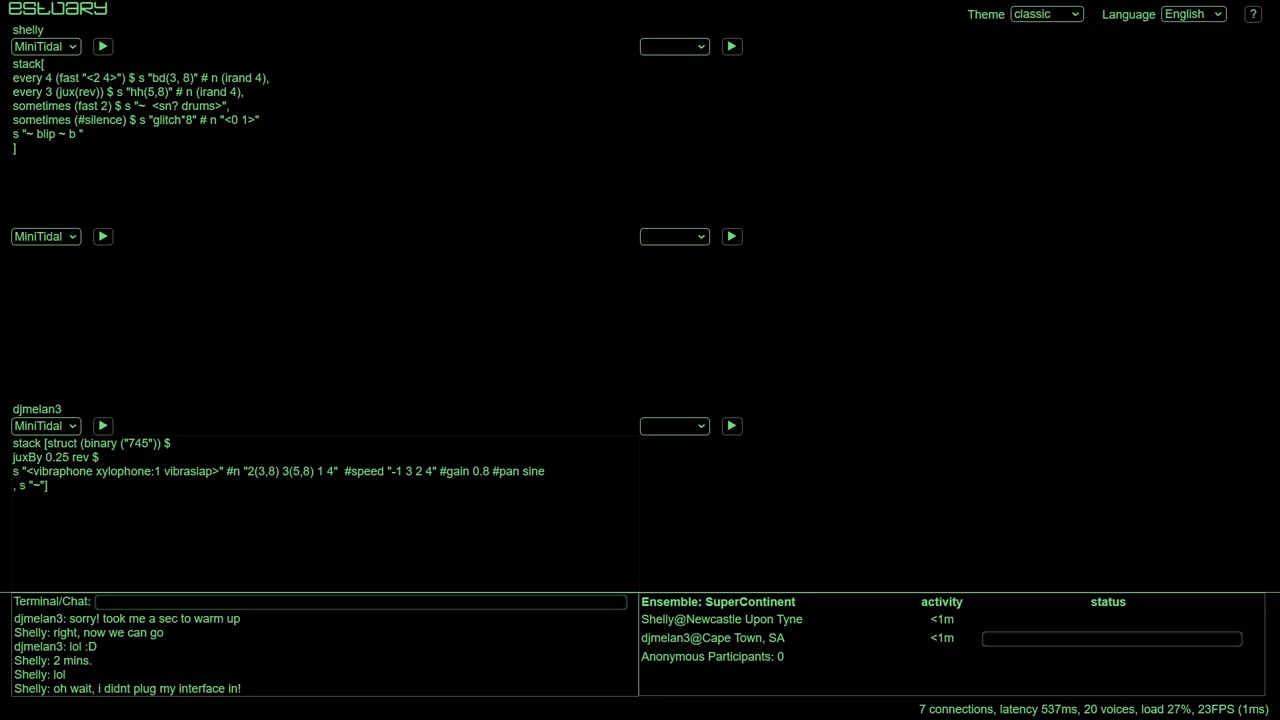 estuary
Theme classic Language English ?
shelly
MiniTidal
stack[
every 4 (fast "<2 4>") $ s "bd(3, 8)" # n (irand 4),
every 3 (jux(rev)) $ s "hh(5,8)" # n (irand 4),
sometimes (fast 2) $ s "~  <sn? drums>",
sometimes (#silence) $ s "glitch*8" # n "<0 1>"
s "~ blip ~ b "
]
MiniTidal
djmelan3
MiniTidal
stack [struct (binary ("745")) $
juxBy 0.25 rev $
s "<vibraphone xylophone:1 vibraslap>" #n "2(3,8) 3(5,8) 1 4"  #speed "-1 3 2 4" #gain 0.8 #pan sine
, s "~"]
Terminal/Chat:
djmelan3: sorry! took me a sec to warm up
Shelly: right, now we can go
djmelan3: lol :D
Shelly: 2 mins.
Shelly: lol
Shelly: oh wait, i didnt plug my interface in!
Ensemble: SuperContinent activity status
Shelly@Newcastle Upon Tyne <1m
djmelan3@Cape Town, SA <1m
Anonymous Participants: 0
7 connections, latency 537ms, 20 voices, load 27%, 23FPS (1ms)